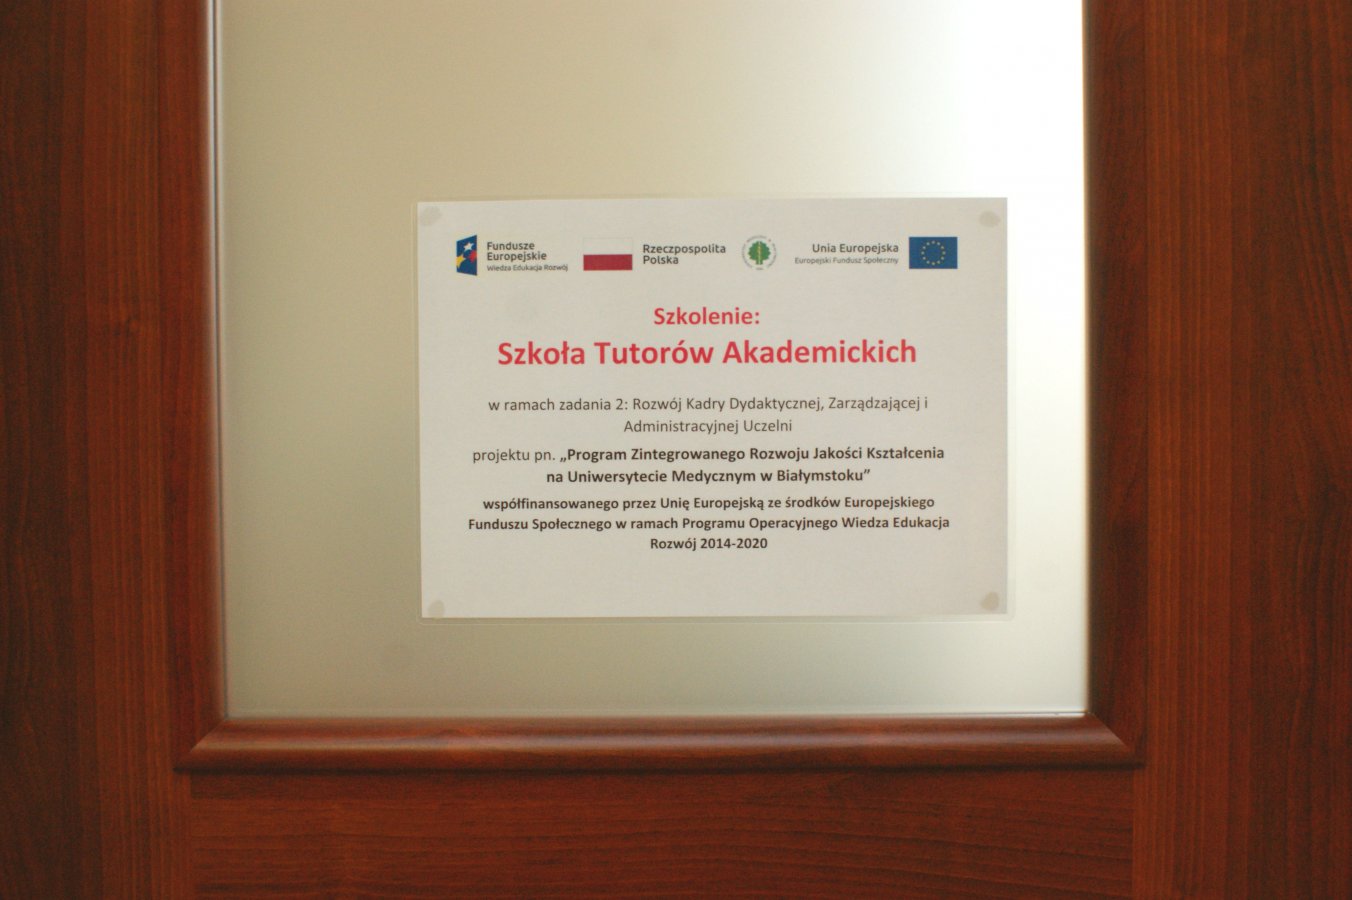 Fundusze
Europejskie
Wiedza Edukacja Rozwój
Rzeczpospolita
Polska
Unia Europejska
Europejski Fundusz Społeczny
Szkolenie:
Szkoła Tutorów Akademickich
w ramach zadania 2: Rozwój Kadry Dydaktycznej, Zarządzającej i
Administracyjnej Uczelni
projektu pn. „Program Zintegrowanego Rozwoju Jakości Kształcenia
na Uniwersytecie Medycznym w Białymstoku”
współfinansowanego przez Unię Europejską ze środków Europejskiego
Funduszu Społecznego w ramach Programu Operacyjnego Wiedza Edukacja
Rozwój 2014-2020